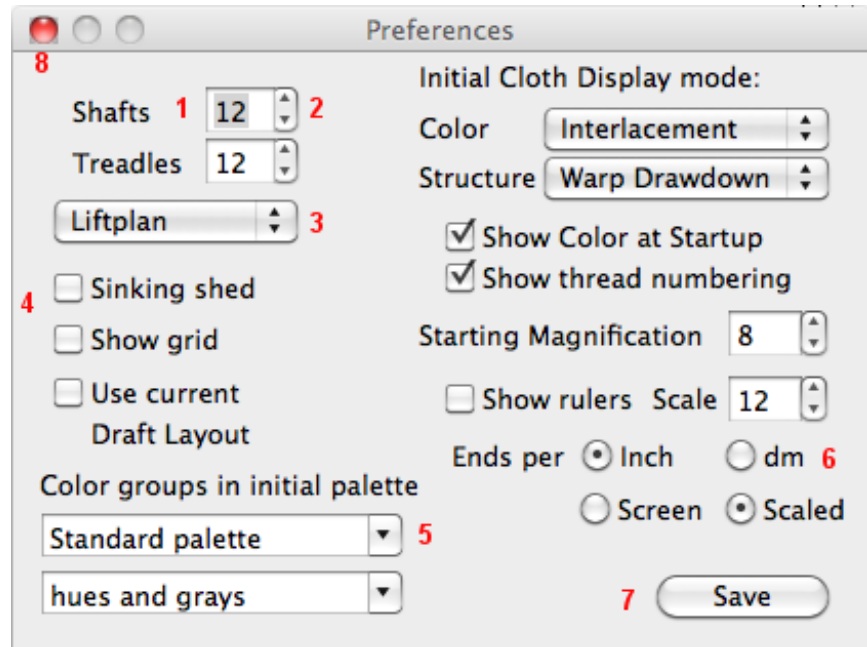 Preferences
8
Shafts 1 12 2
Treadles 12
Liftplan 3
4 Sinking shed
Show grid
Use current
Draft Layout
Color groups in initial palette
Standard palette 5
hues and grays
Initial Cloth Display mode:
Color Interlacement
Structure Warp Drawdown
Show Color at Startup
Show thread numbering
Starting Magnification 8
Show rulers Scale 12
Ends per Inch dm 6
Screen Scaled
7 Save